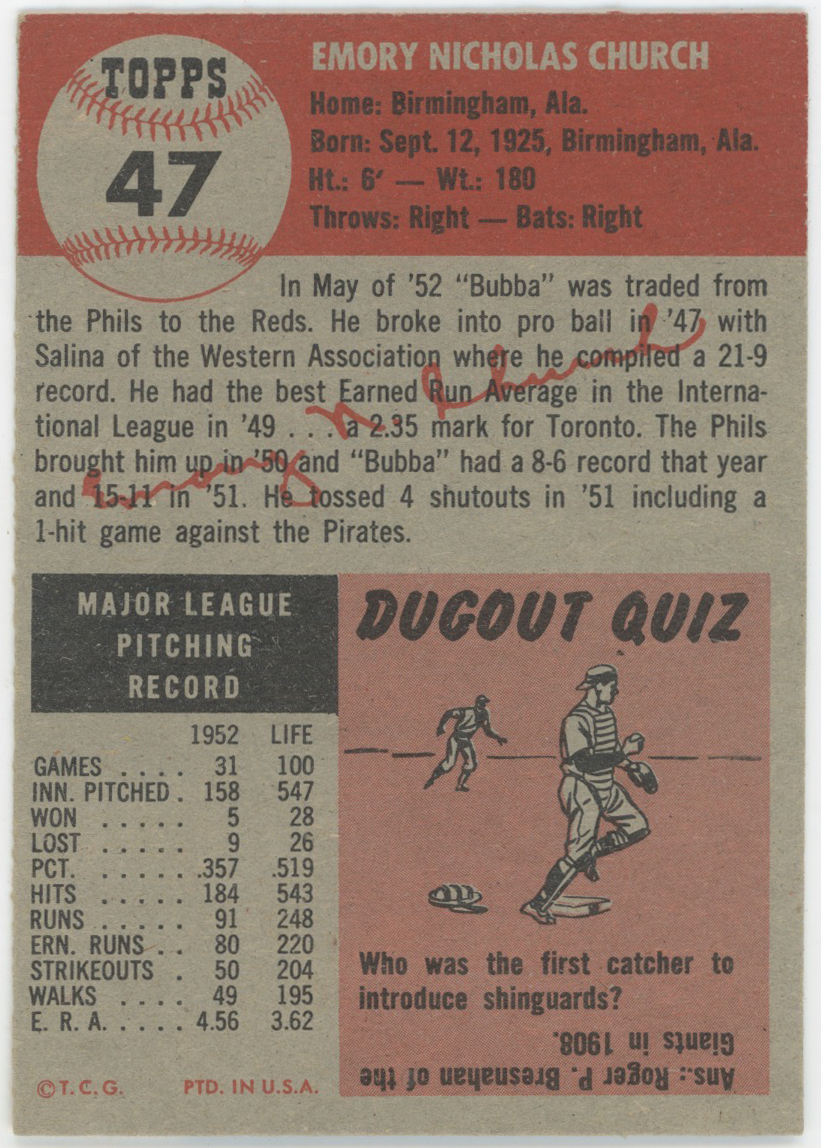 TOPPS
47
EMORY NICHOLAS CHURCH
Home: Birmingham, Ala.
Born: Sept. 12, 1925, Birmingham, Ala.
Ht.: 6′ — Wt.: 180
Throws: Right — Bats: Right
In May of '52 "Bubba" was traded from
the Phils to the Reds. He broke into pro ball in '47 with
Salina of the Western Association where he compiled a 21-9
record. He had the best Earned Run Average in the Interna-
tional League in '49 . . . a 2.35 mark for Toronto. The Phils
brought him up in '50 and "Bubba" had a 8-6 record that year
and 15-11 in '51. He tossed 4 shutouts in '51 including a
1-hit game against the Pirates.
Emory N Church
MAJOR LEAGUE
PITCHING
RECORD
1952 LIFE
GAMES . . . . 31 100
INN. PITCHED . 158 547
WON . . . . . 5 28
LOST . . . . . 9 26
PCT. . . . . . .357 .519
HITS . . . . . 184 543
RUNS . . . . . 91 248
ERN. RUNS . . 80 220
STRIKEOUTS . 50 204
WALKS . . . . 49 195
E. R. A. . . . . 4.56 3.62
©T. C. G. PTD. IN U.S.A.
DUGOUT QUIZ
Who was the first catcher to
introduce shinguards?
Ans.: Roger P. Bresnahan of the
Giants in 1908.